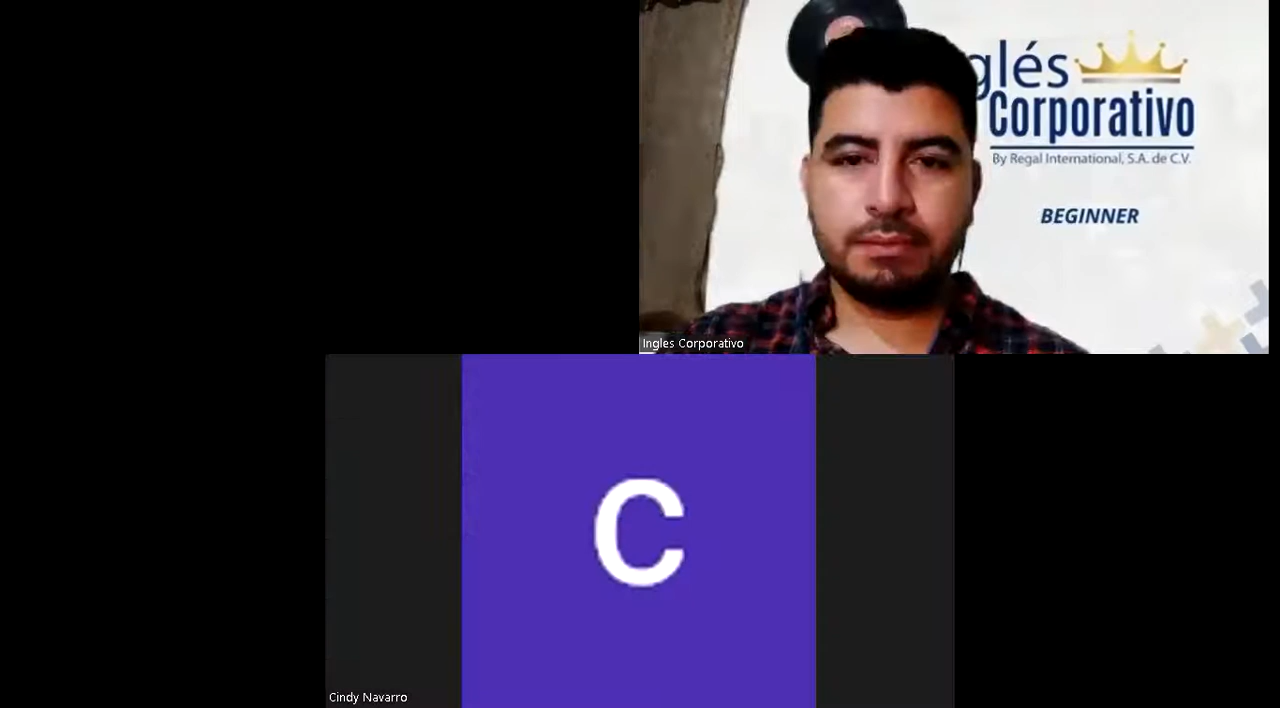 glés
Corporativo
By Regal International, S.A. de C.V.
BEGINNER
Ingles Corporativo
C
Cindy Navarro